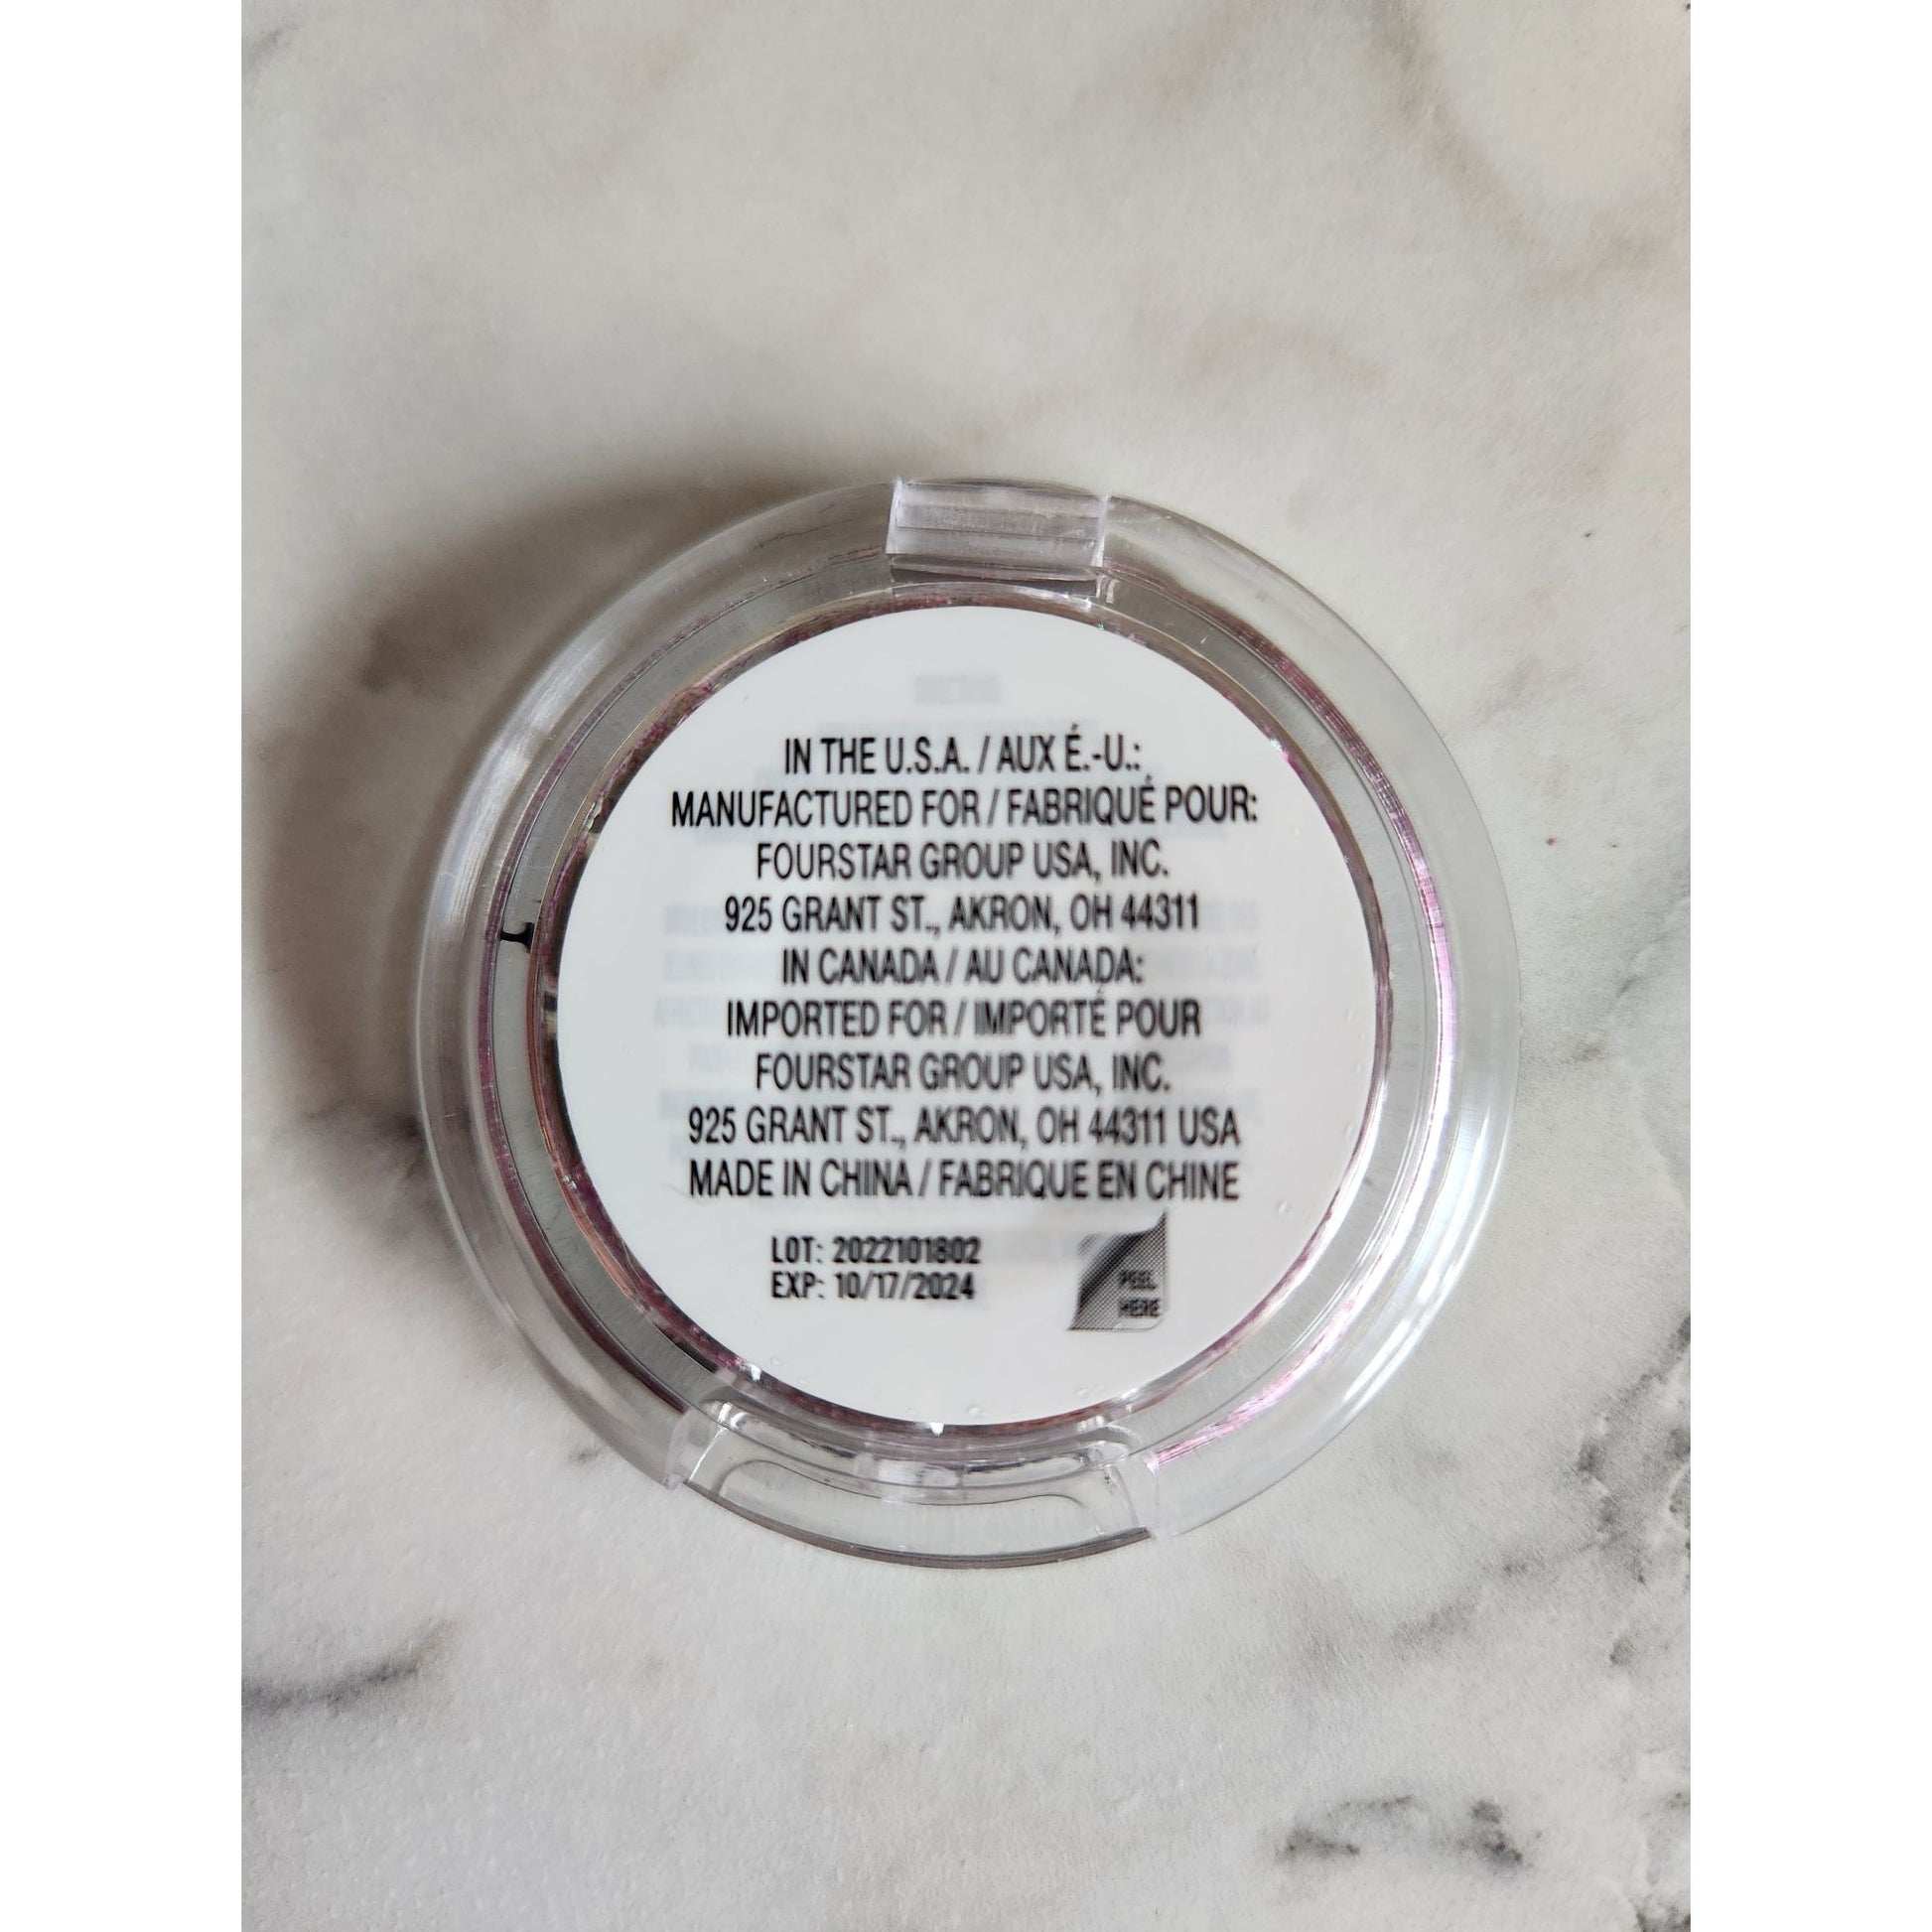 IN THE U.S.A. / AUX É.-U.:
MANUFACTURED FOR / FABRIQUÉ POUR:
FOURSTAR GROUP USA, INC.
925 GRANT ST., AKRON, OH 44311
IN CANADA / AU CANADA:
IMPORTED FOR / IMPORTÉ POUR
FOURSTAR GROUP USA, INC.
925 GRANT ST., AKRON, OH 44311 USA
MADE IN CHINA / FABRIQUE EN CHINE
LOT: 2022101802
EXP: 10/17/2024
PEEL
HERE